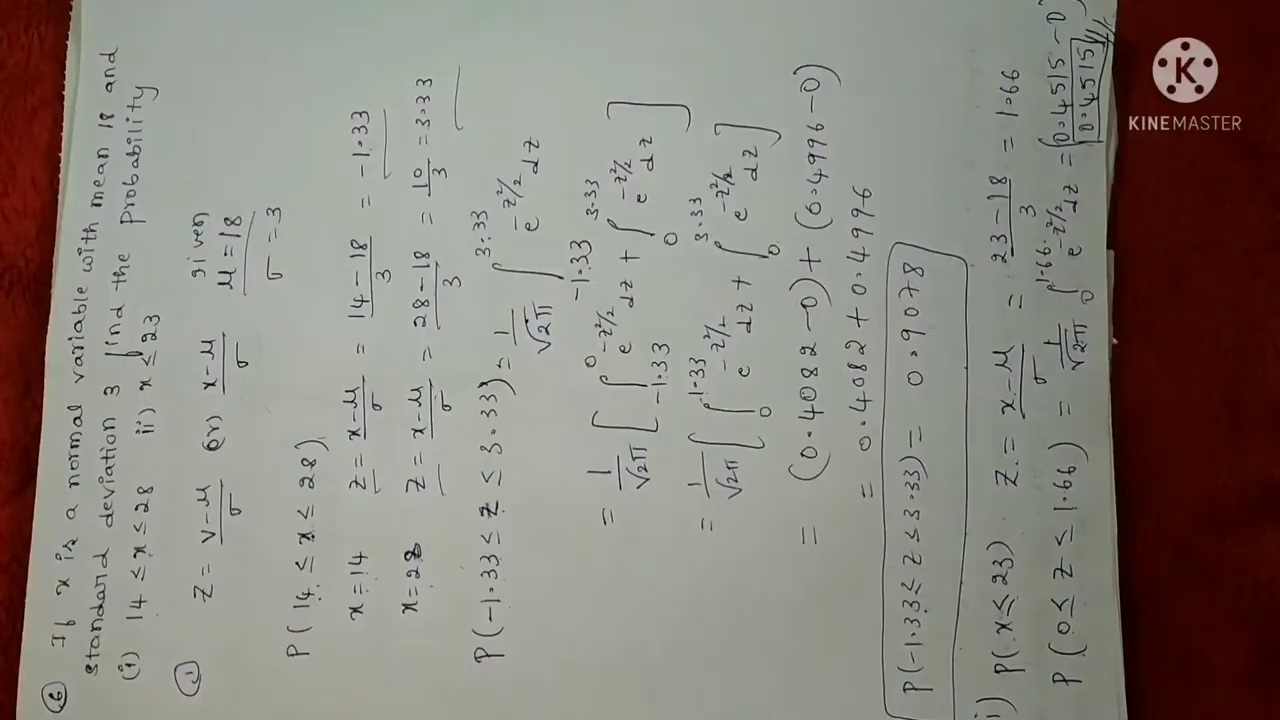 6 If x is a normal variable with mean 18 and
standard deviation 3 find the probability
(i) 14 ≤ x ≤ 28 ii) x ≤ 23
(i) Z = v-μ/σ (or) x-μ/σ given μ=18 σ=3
P(14 ≤ x ≤ 28)
x=14 Z = x-μ/σ = 14-18/3 = -1.33
x=28 Z = x-μ/σ = 28-18/3 = 10/3 = 3.33
P(-1.33 ≤ z ≤ 3.33) = 1/√2π ∫_{-1.33}^{3.33} e^{-z²/2} dz
= 1/√2π [ ∫_{-1.33}^{0} e^{-z²/2} dz + ∫_{0}^{3.33} e^{-z²/2} dz ]
= 1/√2π [ ∫_{0}^{1.33} e^{-z²/2} dz + ∫_{0}^{3.33} e^{-z²/2} dz ]
= (0.4082-0) + (0.4996-0)
= 0.4082 + 0.4996
P(-1.33 ≤ z ≤ 3.33) = 0.9078
i) P(x ≤ 23) Z = x-μ/σ = 23-18/3 = 1.66
P(0 ≤ z ≤ 1.66) = 1/√2π ∫_{0}^{1.66} e^{-z²/2} dz = (0.4515-0)
0.4515
K
KINEMASTER